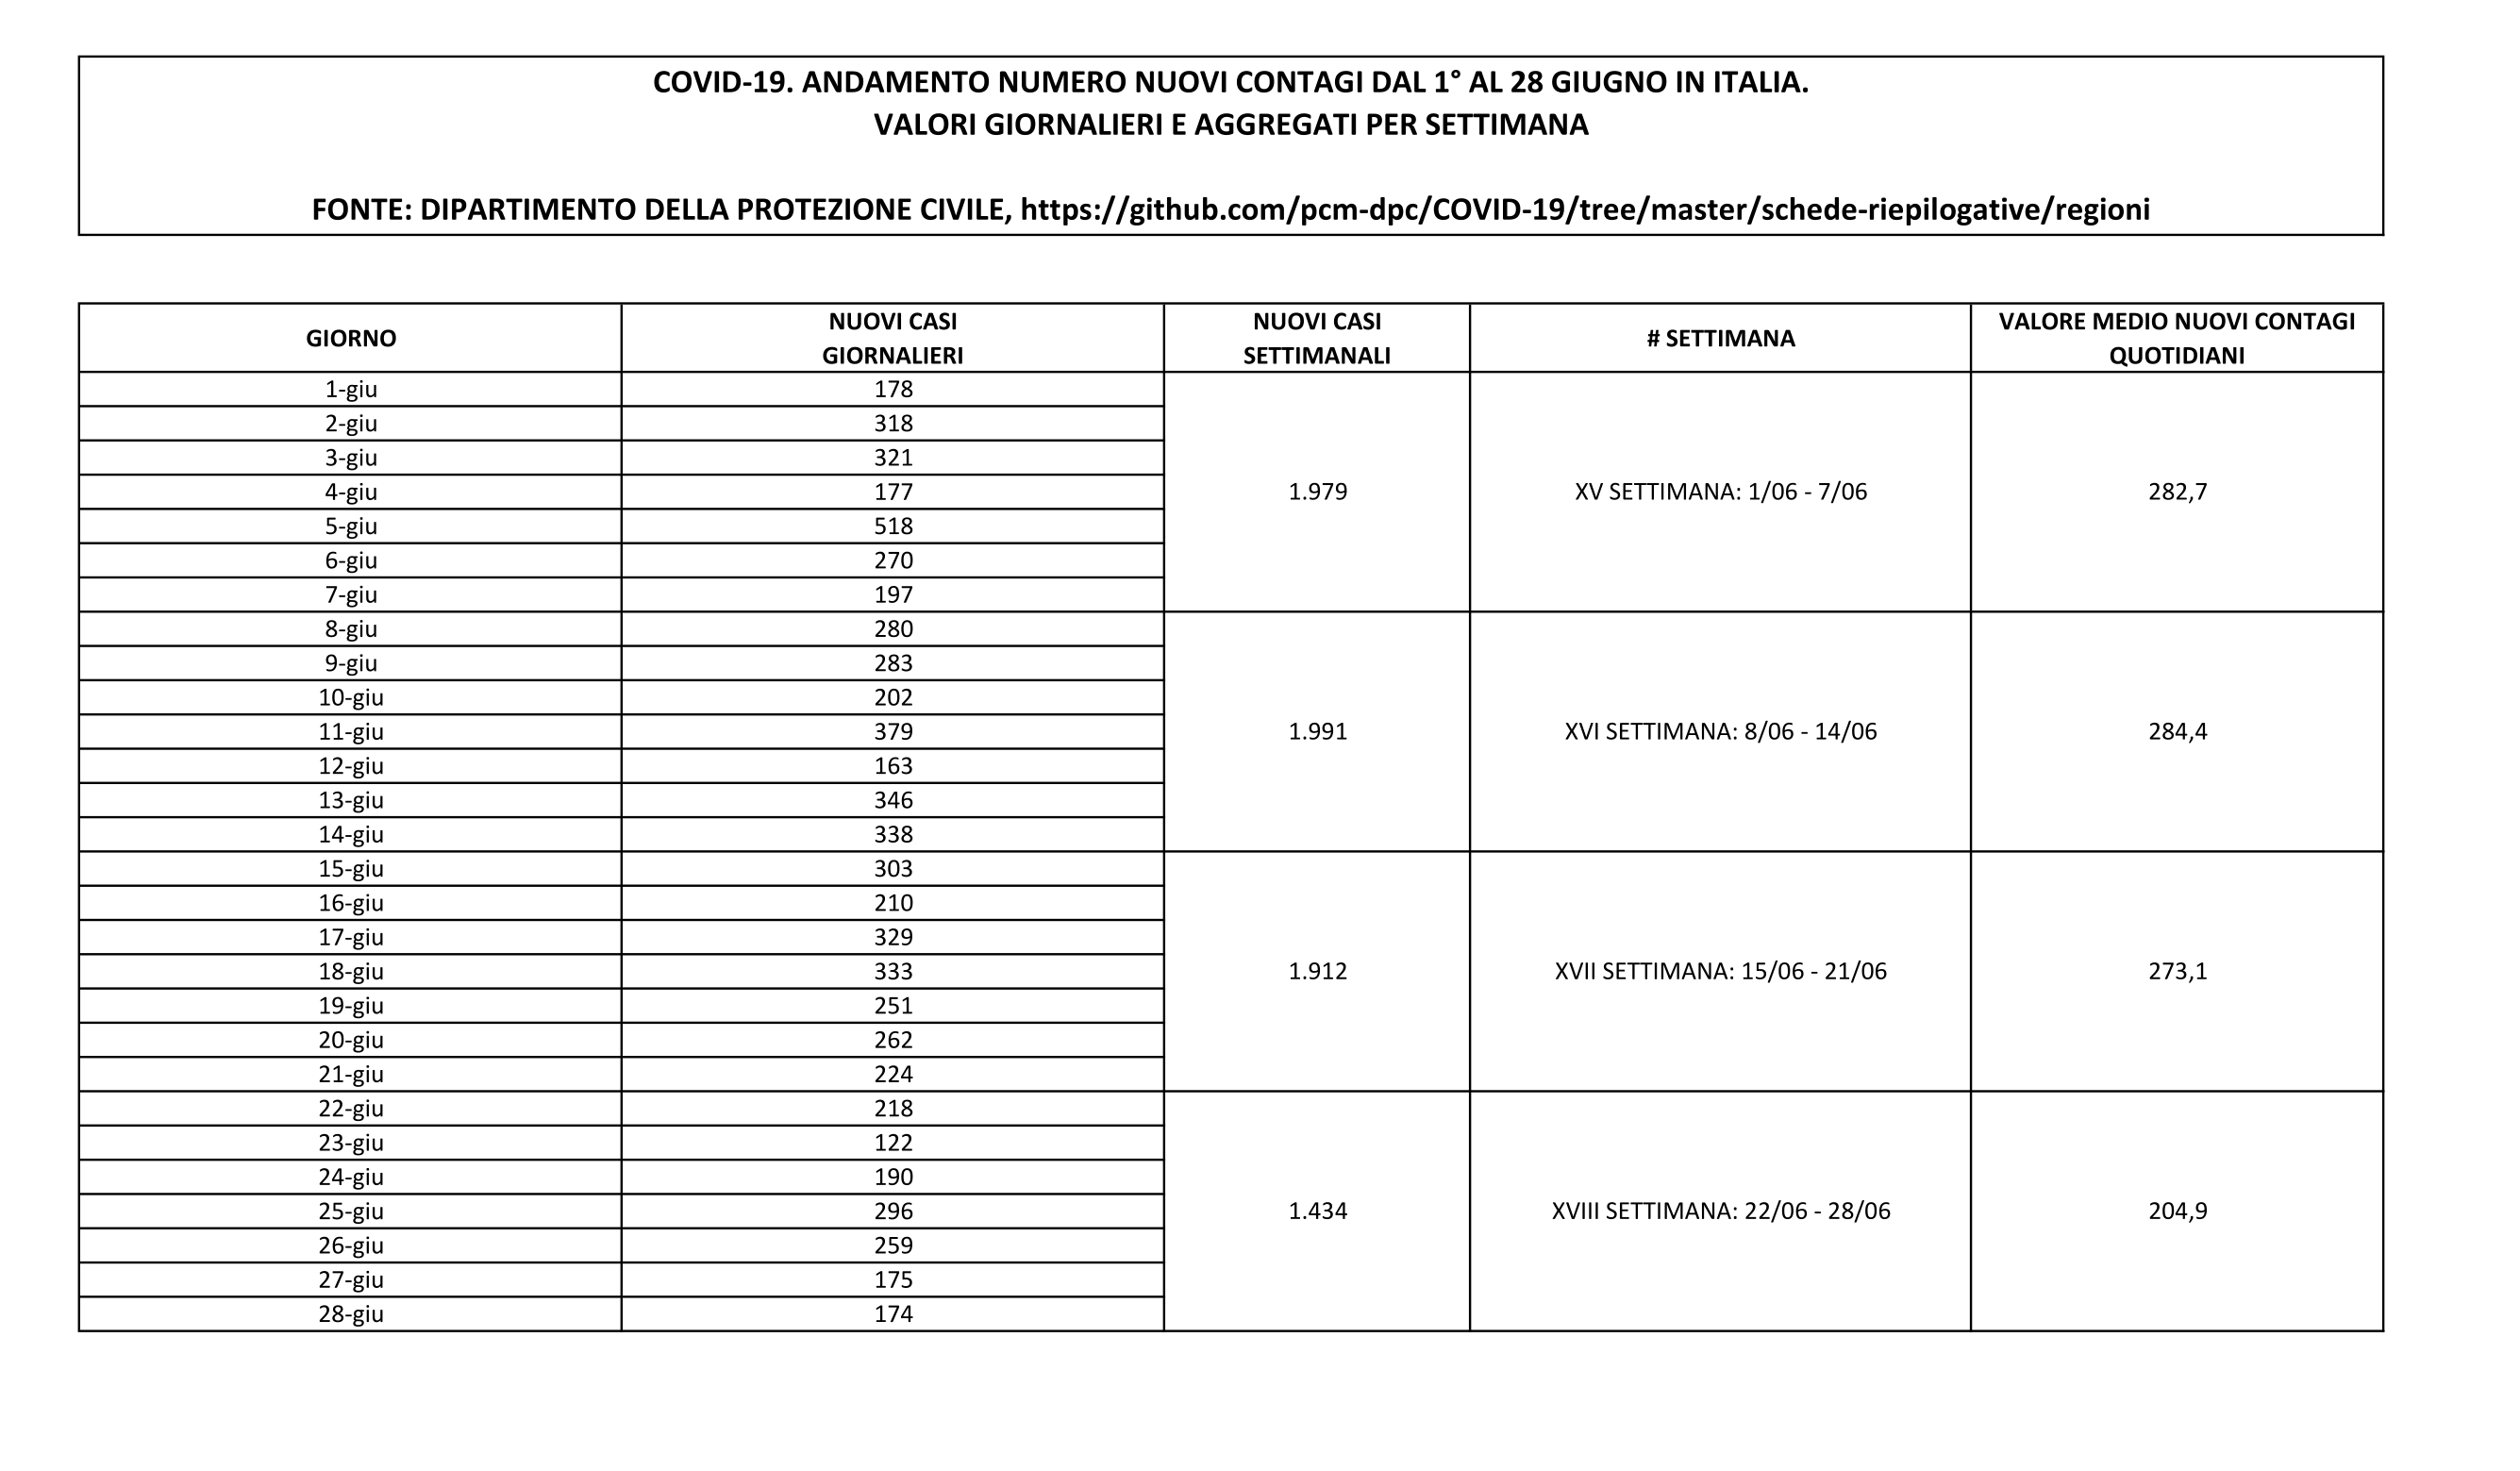 COVID-19. ANDAMENTO NUMERO NUOVI CONTAGI DAL 1° AL 28 GIUGNO IN ITALIA.
VALORI GIORNALIERI E AGGREGATI PER SETTIMANA
FONTE: DIPARTIMENTO DELLA PROTEZIONE CIVILE, https://github.com/pcm-dpc/COVID-19/tree/master/schede-riepilogative/regioni
GIORNO NUOVI CASI GIORNALIERI NUOVI CASI SETTIMANALI # SETTIMANA VALORE MEDIO NUOVI CONTAGI QUOTIDIANI
1-giu 178
2-giu 318
3-giu 321
4-giu 177 1.979 XV SETTIMANA: 1/06 - 7/06 282,7
5-giu 518
6-giu 270
7-giu 197
8-giu 280
9-giu 283
10-giu 202
11-giu 379 1.991 XVI SETTIMANA: 8/06 - 14/06 284,4
12-giu 163
13-giu 346
14-giu 338
15-giu 303
16-giu 210
17-giu 329
18-giu 333 1.912 XVII SETTIMANA: 15/06 - 21/06 273,1
19-giu 251
20-giu 262
21-giu 224
22-giu 218
23-giu 122
24-giu 190
25-giu 296 1.434 XVIII SETTIMANA: 22/06 - 28/06 204,9
26-giu 259
27-giu 175
28-giu 174